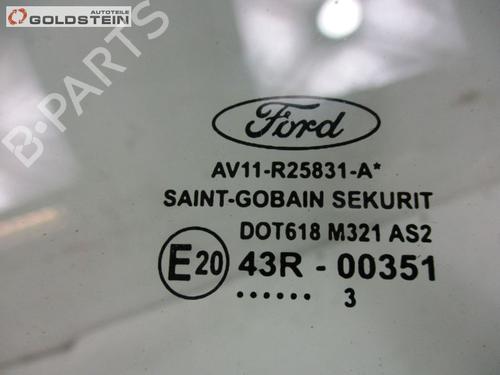 Autoteile
GOLDSTEIN
B-PARTS
Ford
AV11-R25831-A*
SAINT-GOBAIN SEKURIT
DOT618 M321 AS2
E20 43R - 00351
...... 3